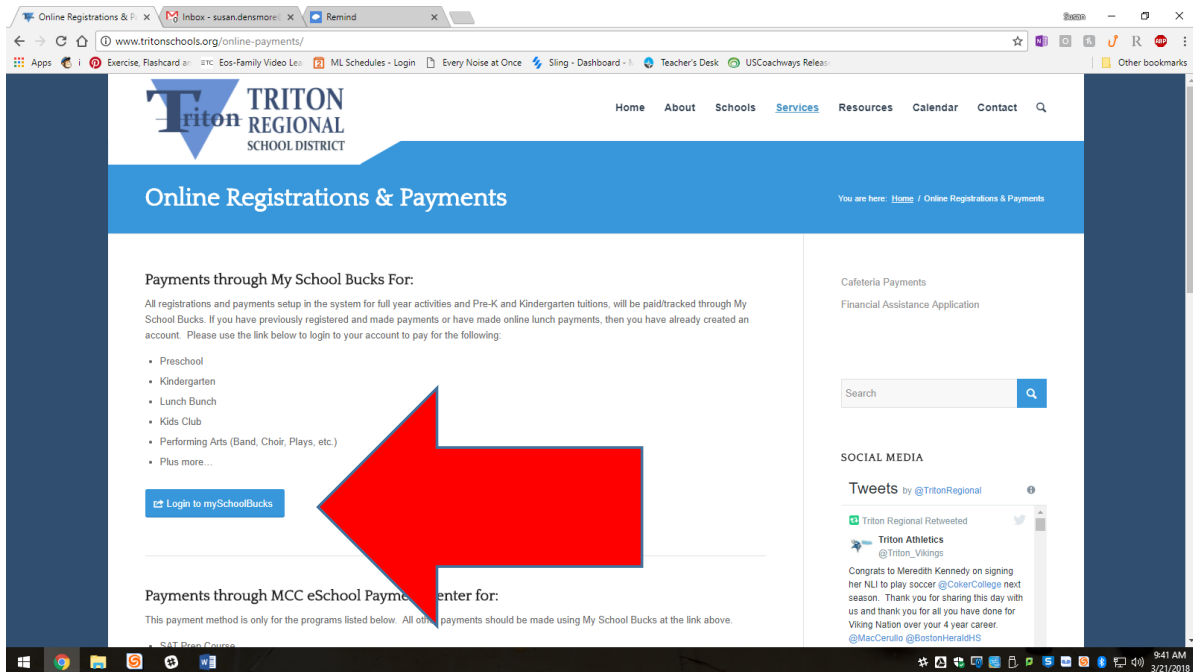 Online Registrations & P
Inbox - susan.densmore
Remind
Susan
www.tritonschools.org/online-payments/
Apps
i
Exercise, Flashcard an
ETC
Eos-Family Video Lea
ML Schedules - Login
Every Noise at Once
Sling - Dashboard -
Teacher's Desk
USCoachways Releas
Other bookmarks
Triton
TRITON
REGIONAL
SCHOOL DISTRICT
Home About Schools Services Resources Calendar Contact
Online Registrations & Payments
You are here: Home / Online Registrations & Payments
Payments through My School Bucks For:
All registrations and payments setup in the system for full year activities and Pre-K and Kindergarten tuitions, will be paid/tracked through My
School Bucks. If you have previously registered and made payments or have made online lunch payments, then you have already created an
account. Please use the link below to login to your account to pay for the following:
• Preschool
• Kindergarten
• Lunch Bunch
• Kids Club
• Performing Arts (Band, Choir, Plays, etc.)
• Plus more…
Login to mySchoolBucks
Payments through MCC eSchool Payme enter for:
This payment method is only for the programs listed below. All oth payments should be made using My School Bucks at the link above.
• SAT Prep Course
Cafeteria Payments
Financial Assistance Application
Search
SOCIAL MEDIA
Tweets by @TritonRegional
Triton Regional Retweeted
Triton Athletics
@Triton_Vikings
Congrats to Meredith Kennedy on signing
her NLI to play soccer @CokerCollege next
season. Thank you for sharing this day with
us and thank you for all you have done for
Viking Nation over your 4 year career.
@MacCerullo @BostonHeraldHS
9:41 AM
3/21/2018